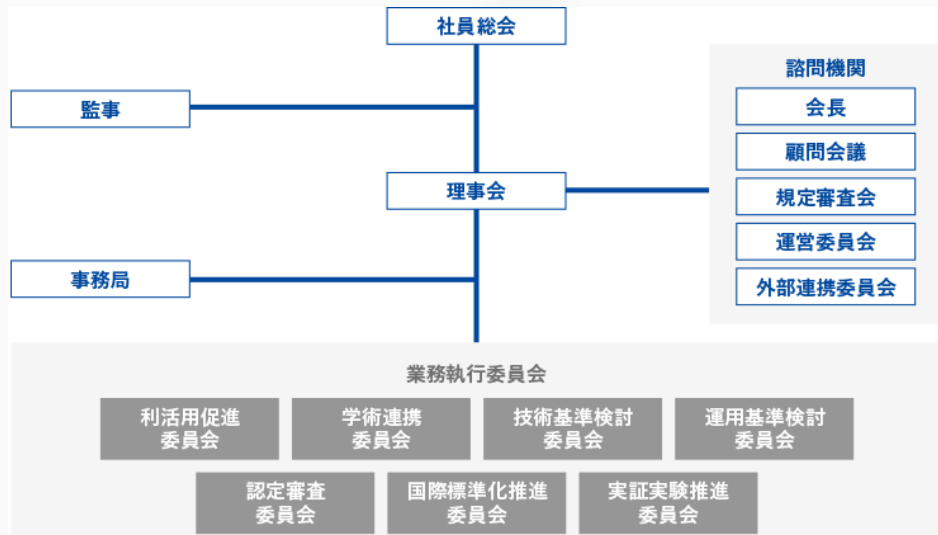 社員総会
監事
理事会
事務局
諮問機関
会長
顧問会議
規定審査会
運営委員会
外部連携委員会
業務執行委員会
利活用促進
委員会
学術連携
委員会
技術基準検討
委員会
運用基準検討
委員会
認定審査
委員会
国際標準化推進
委員会
実証実験推進
委員会